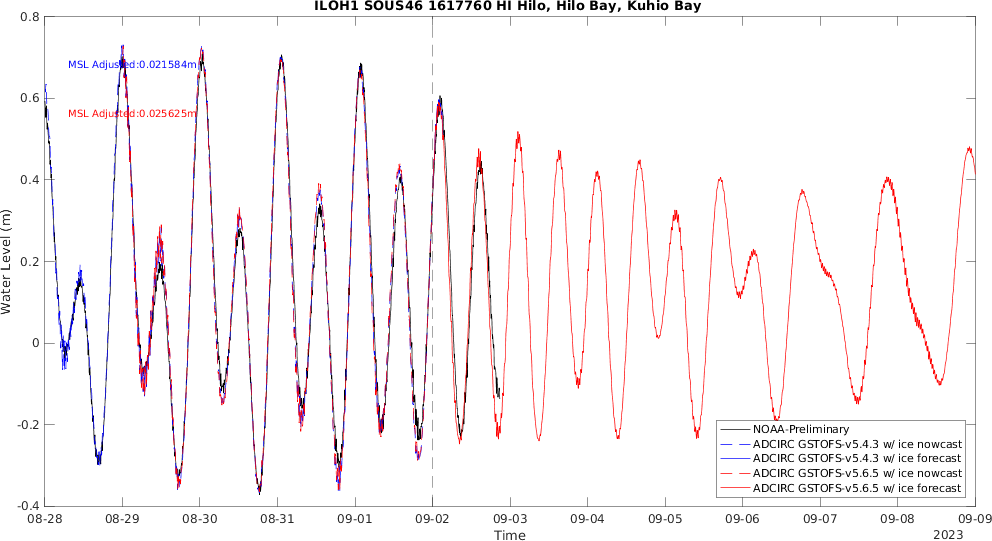 ILOH1 SOUS46 1617760 HI Hilo, Hilo Bay, Kuhio Bay
0.8
0.6
0.4
0.2
0
-0.2
-0.4
Water Level (m)
MSL Adjusted:0.021584m
MSL Adjusted:0.025625m
NOAA-Preliminary
ADCIRC GSTOFS-v5.4.3 w/ ice nowcast
ADCIRC GSTOFS-v5.4.3 w/ ice forecast
ADCIRC GSTOFS-v5.6.5 w/ ice nowcast
ADCIRC GSTOFS-v5.6.5 w/ ice forecast
08-28 08-29 08-30 08-31 09-01 09-02 09-03 09-04 09-05 09-06 09-07 09-08 09-09
Time
2023